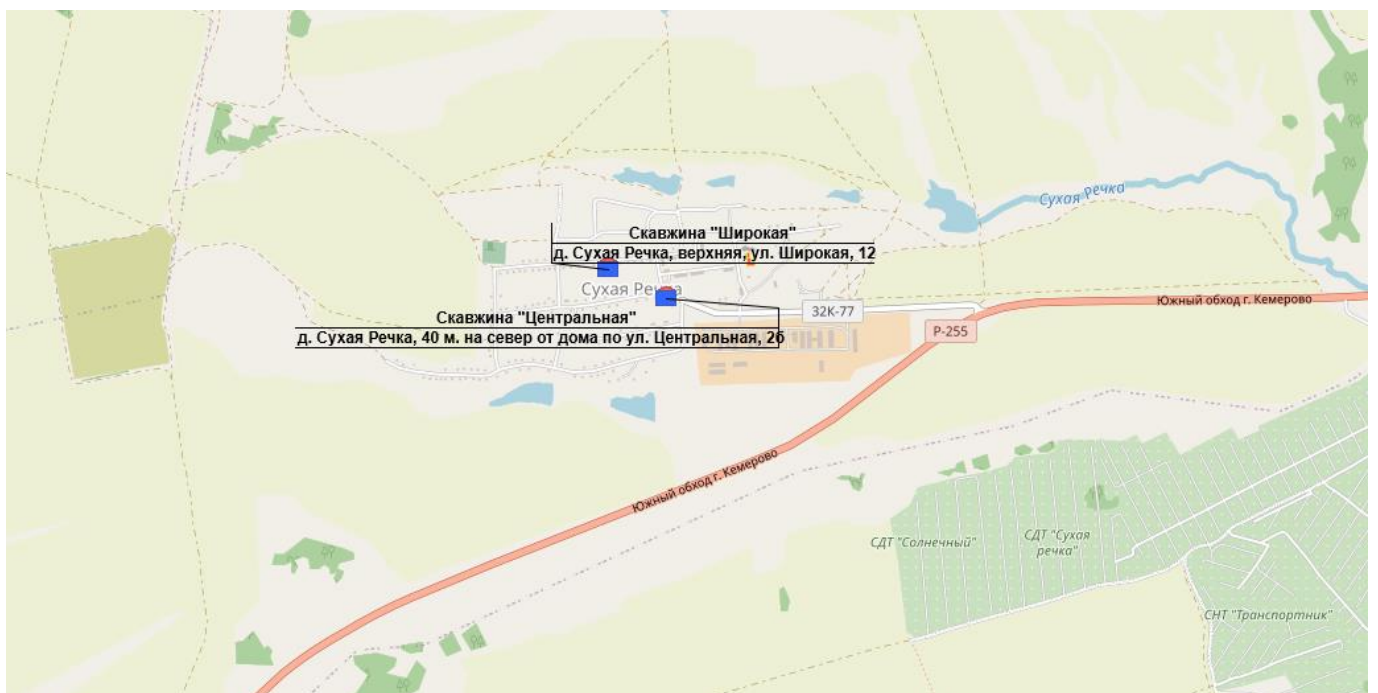 Сухая Речка
Скавжина "Широкая"
д. Сухая Речка, верхняя, ул. Широкая, 12
Сухая Речка
Южный обход г. Кемерово
32К-77
Скавжина "Центральная"
Р-255
д. Сухая Речка, 40 м. на север от дома по ул. Центральная, 2б
Южный обход г. Кемерово
СДТ "Солнечный"
СДТ "Сухая
речка"
СНТ "Транспортник"